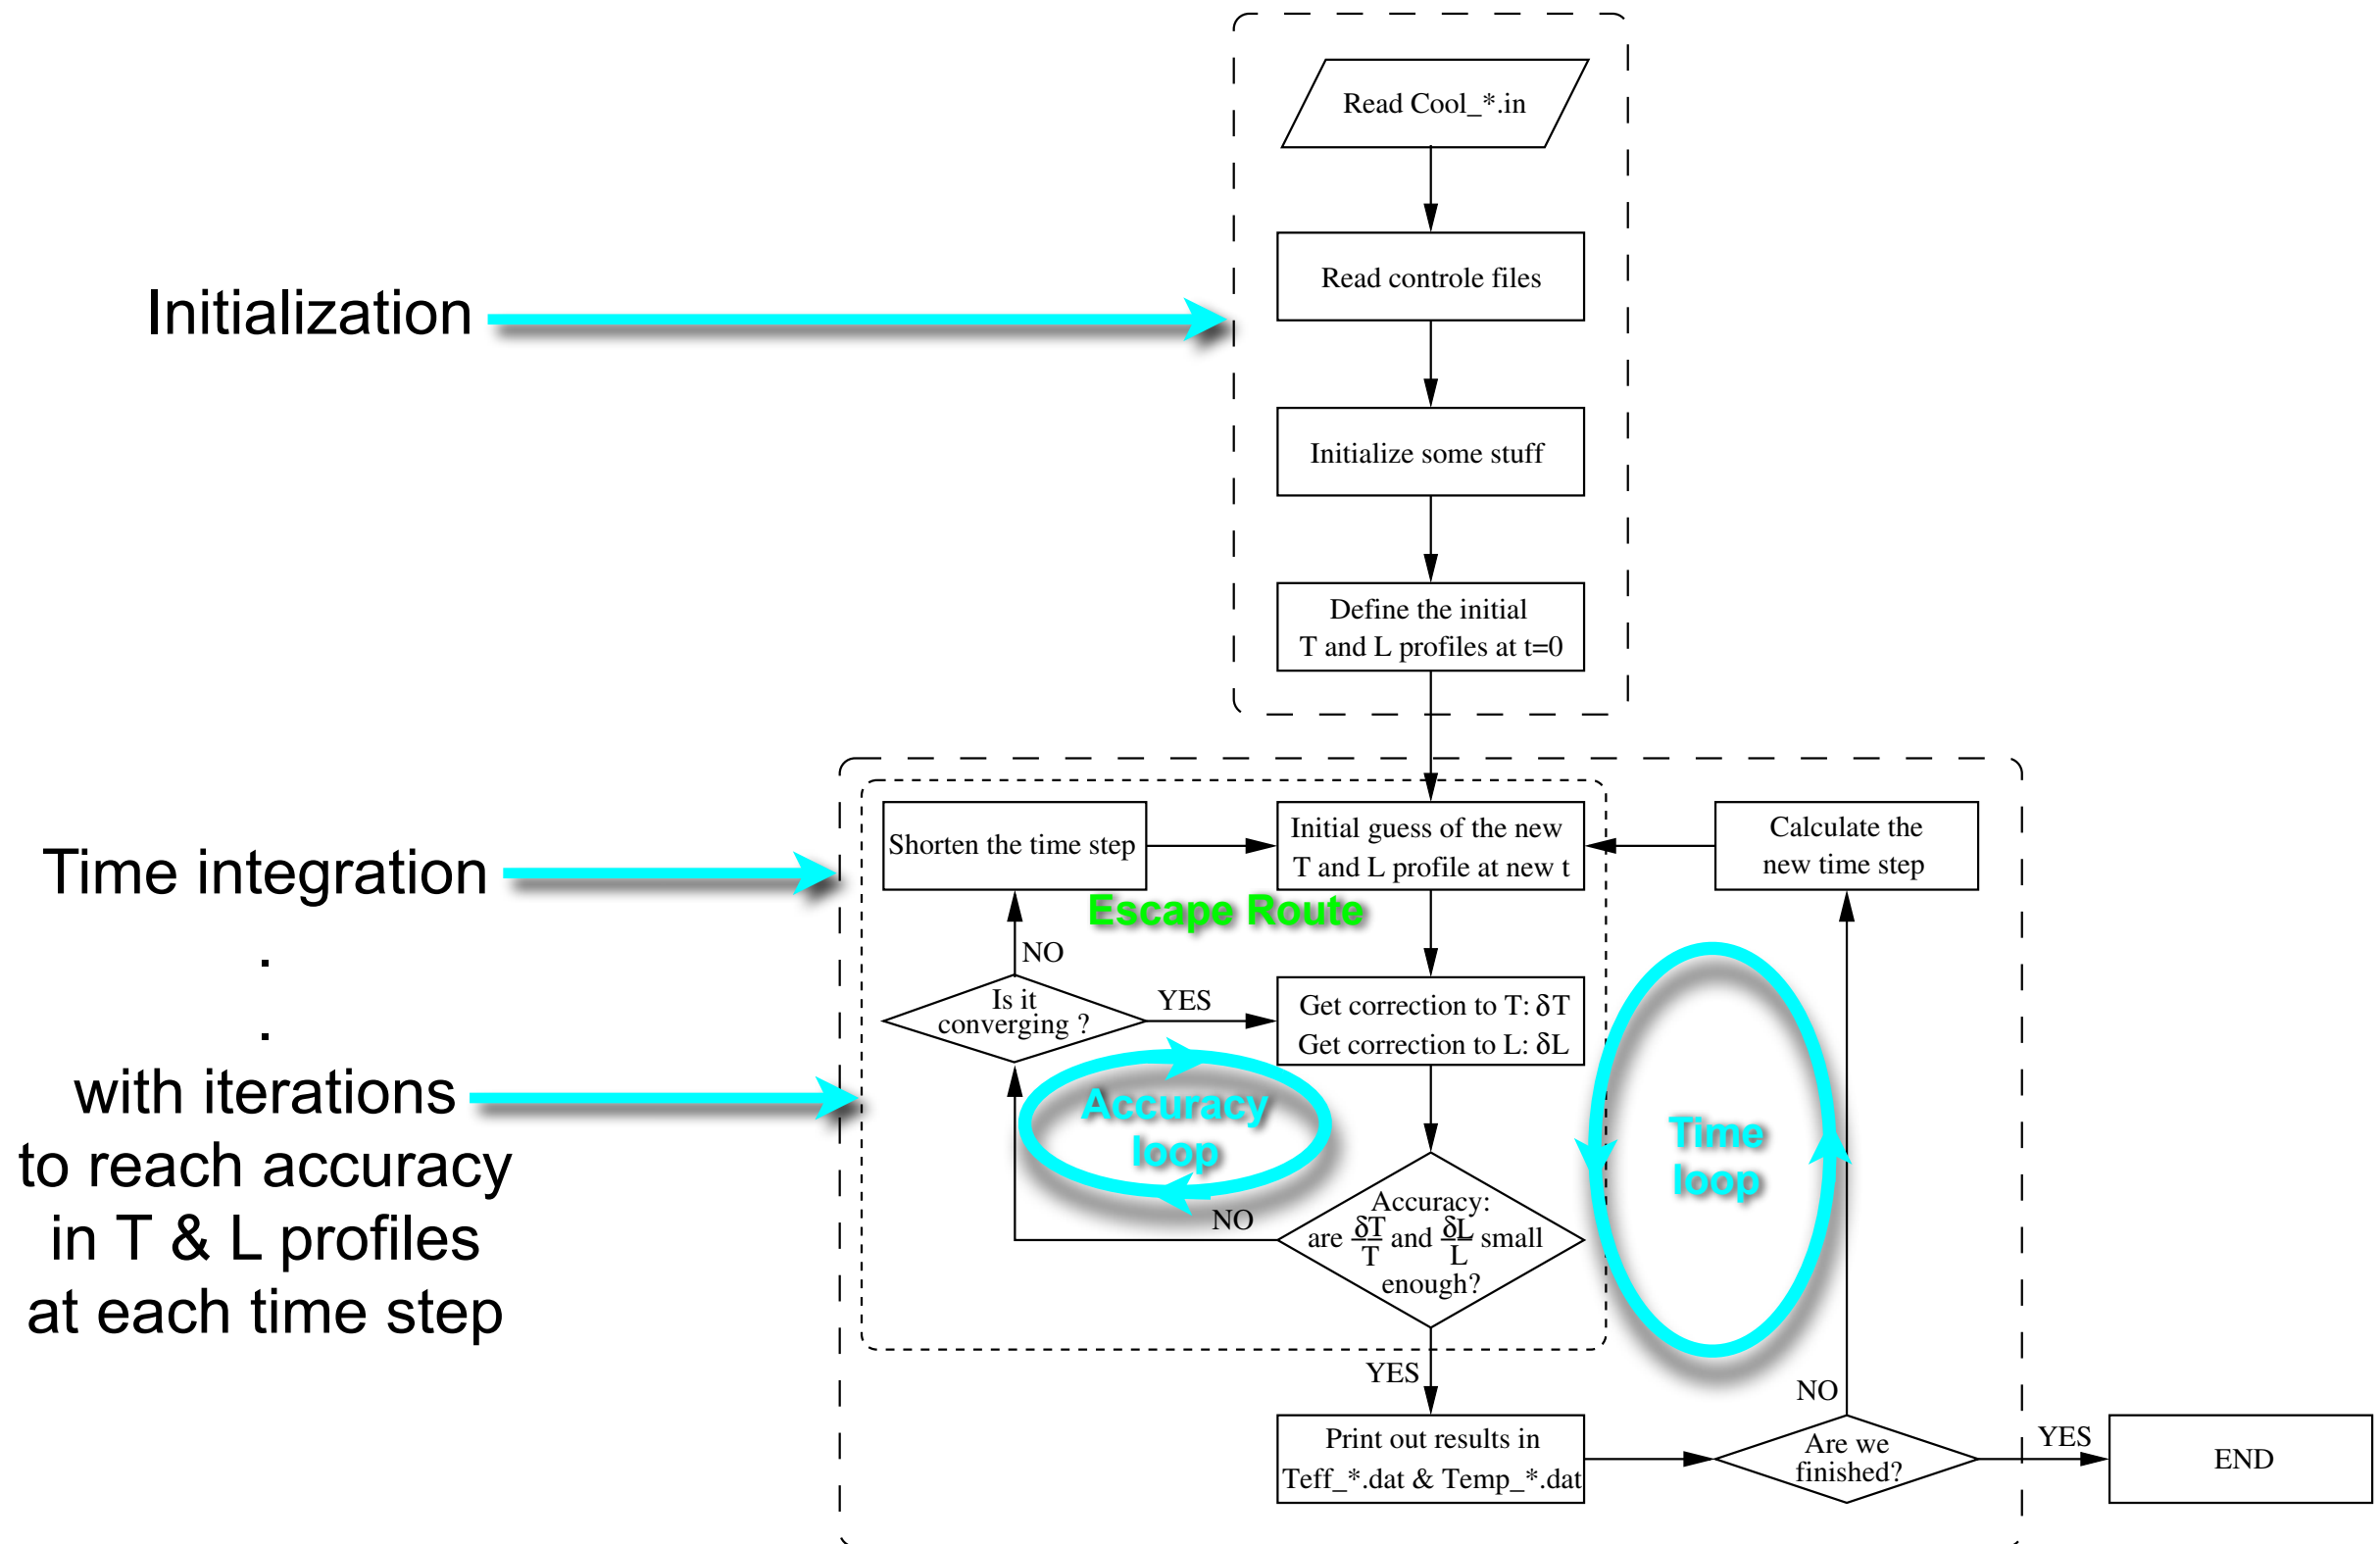 Read Cool_*.in
Read controle files
Initialization
Initialize some stuff
Define the initial
T and L profiles at t=0
Shorten the time step
Initial guess of the new
T and L profile at new t
Calculate the
new time step
Time integration
.
.
with iterations
to reach accuracy
in T & L profiles
at each time step
Escape Route
NO
Is it
converging ?
YES
Get correction to T: δT
Get correction to L: δL
Accuracy
loop
Time
loop
NO
Accuracy:
are δT/T and δL/L small
enough?
YES
NO
Print out results in
Teff_*.dat & Temp_*.dat
Are we
finished?
YES
END